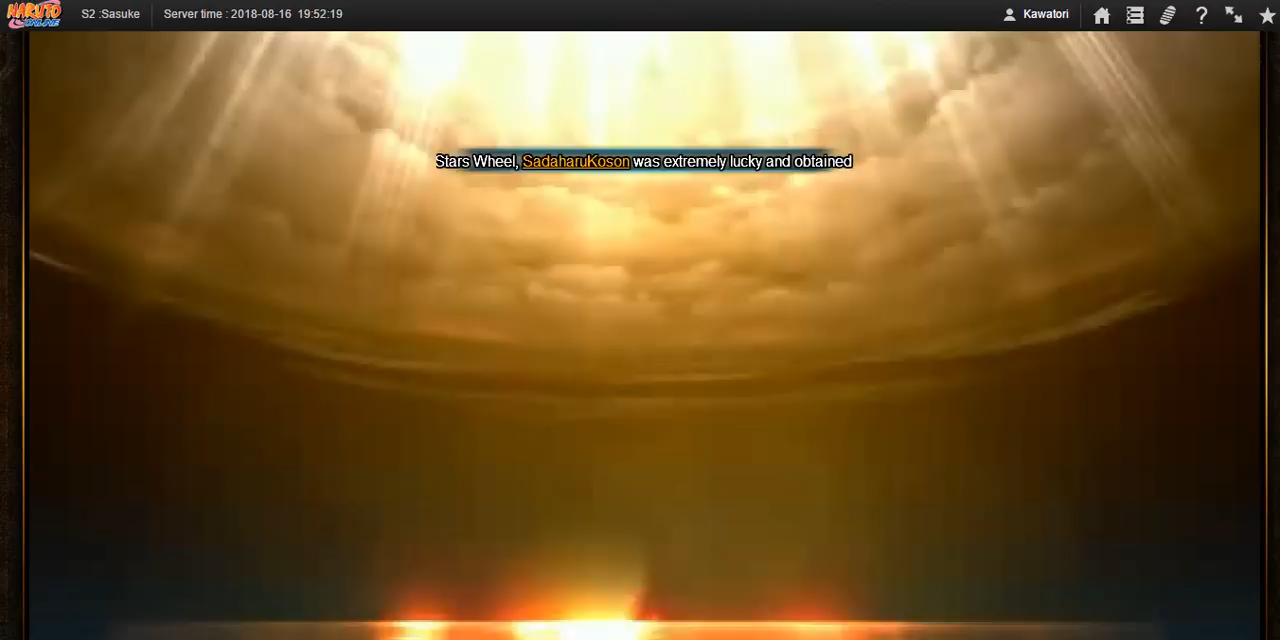 NARUTO
ONLINE
S2 :Sasuke
Server time : 2018-08-16 19:52:19
Kawatori
Stars Wheel, SadaharuKoson was extremely lucky and obtained